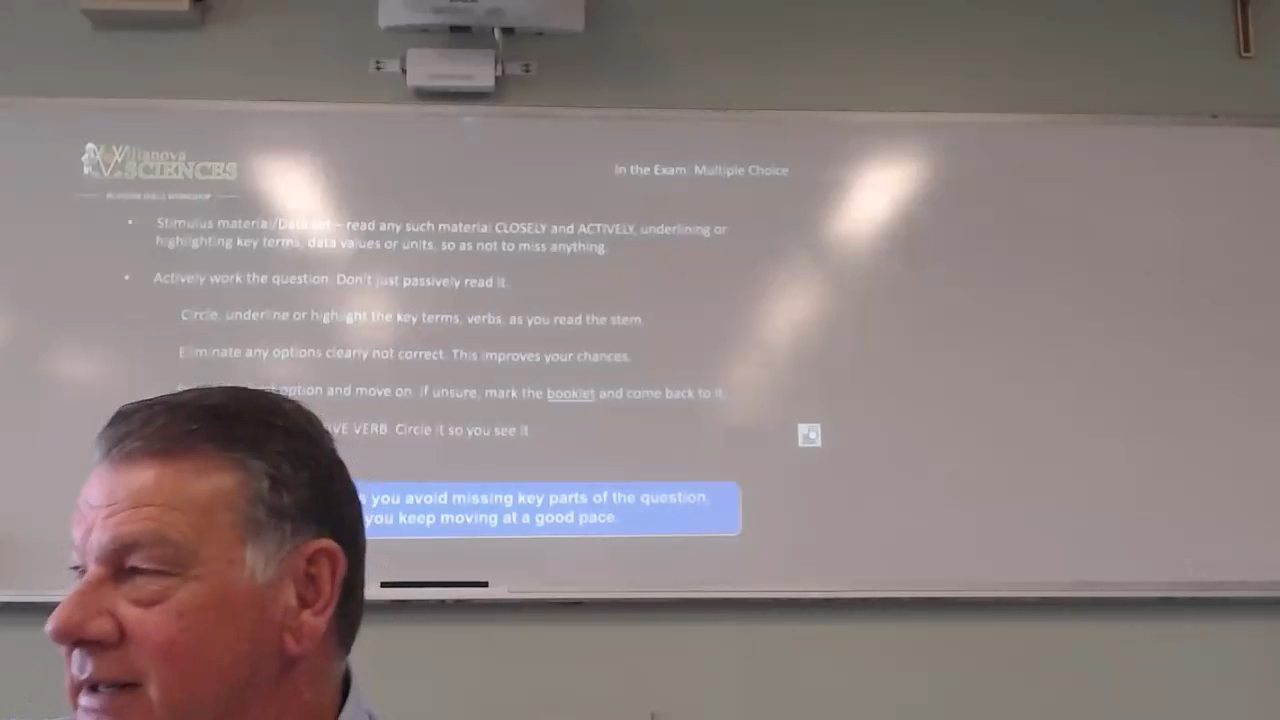 Villanova
SCIENCES
In the Exam: Multiple Choice
• Stimulus material/Data set – read any such material CLOSELY and ACTIVELY, underlining or
highlighting key terms, data values or units, so as not to miss anything.
• Actively work the question. Don't just passively read it.
Circle, underline or highlight the key terms, verbs, as you read the stem.
Eliminate any options clearly not correct. This improves your chances.
option and move on. If unsure, mark the booklet and come back to it.
VERB. Circle it so you see it.
you avoid missing key parts of the question,
you keep moving at a good pace.